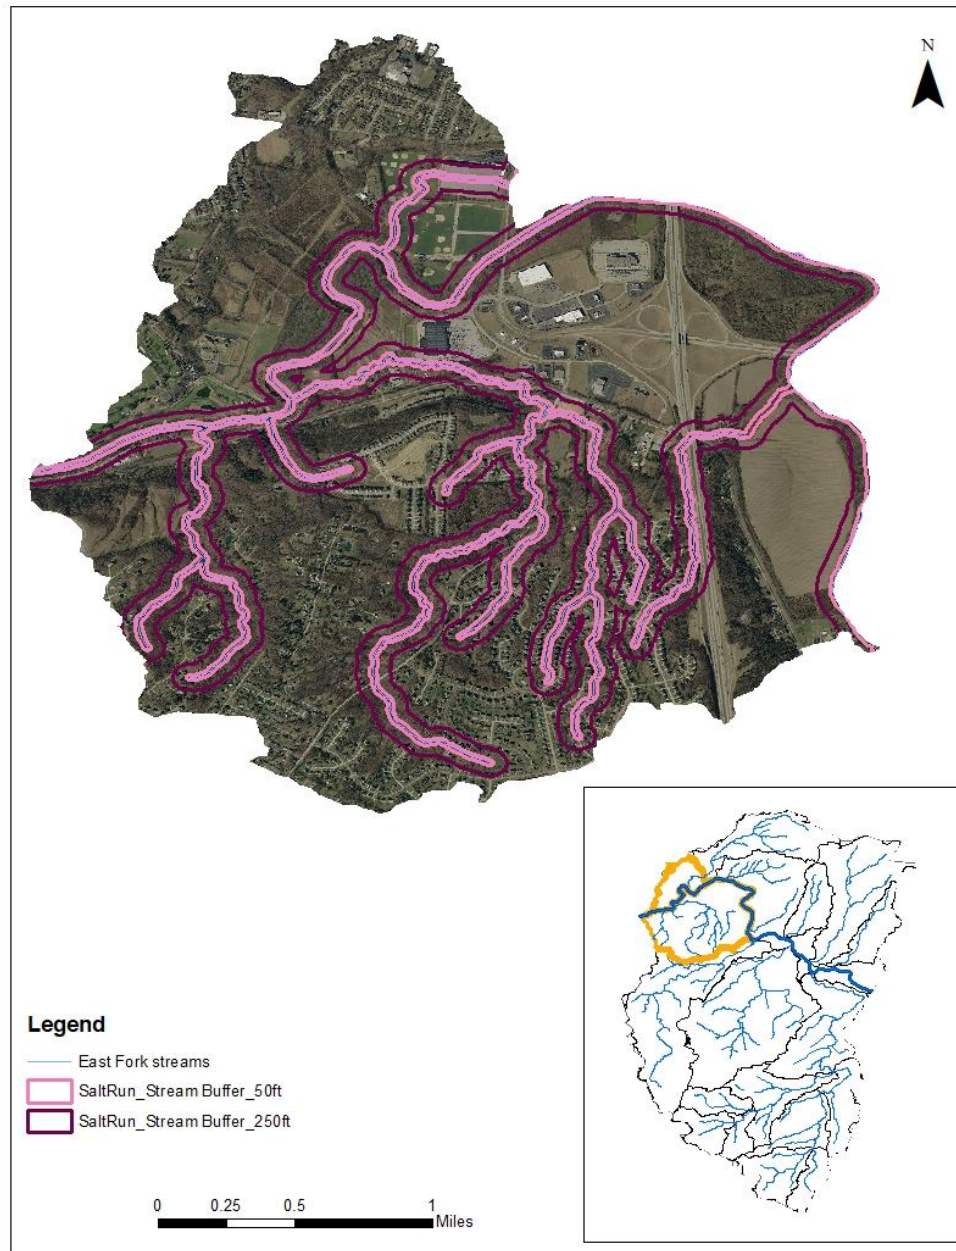 N
Legend
East Fork streams
SaltRun_Stream Buffer_50ft
SaltRun_Stream Buffer_250ft
0 0.25 0.5 1
Miles